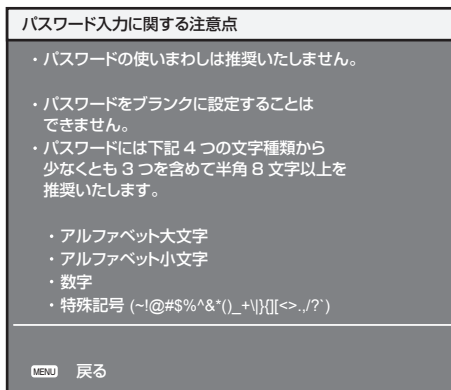 パスワード入力に関する注意点
・パスワードの使いまわしは推奨いたしません。
・パスワードをブランクに設定することは
できません。
・パスワードには下記 4 つの文字種類から
少なくとも 3 つを含めて半角 8 文字以上を
推奨いたします。
・アルファベット大文字
・アルファベット小文字
・数字
・特殊記号 (~!@#$%^&*()_+\|}{][<>.,/?`)
MENU 戻る